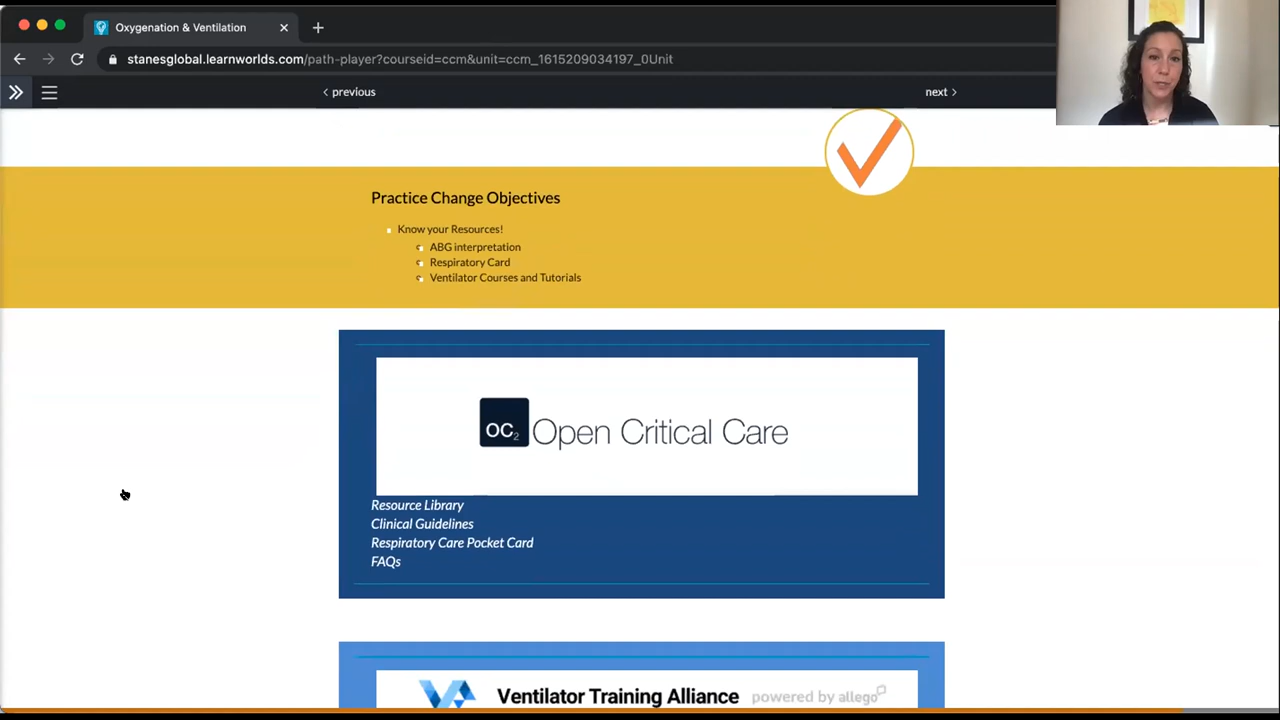 Oxygenation & Ventilation
stanesglobal.learnworlds.com/path-player?courseid=ccm&unit=ccm_1615209034197_0Unit
previous
next
Practice Change Objectives
Know your Resources!
ABG interpretation
Respiratory Card
Ventilator Courses and Tutorials
OC2 Open Critical Care
Resource Library
Clinical Guidelines
Respiratory Care Pocket Card
FAQs
Ventilator Training Alliance powered by allego